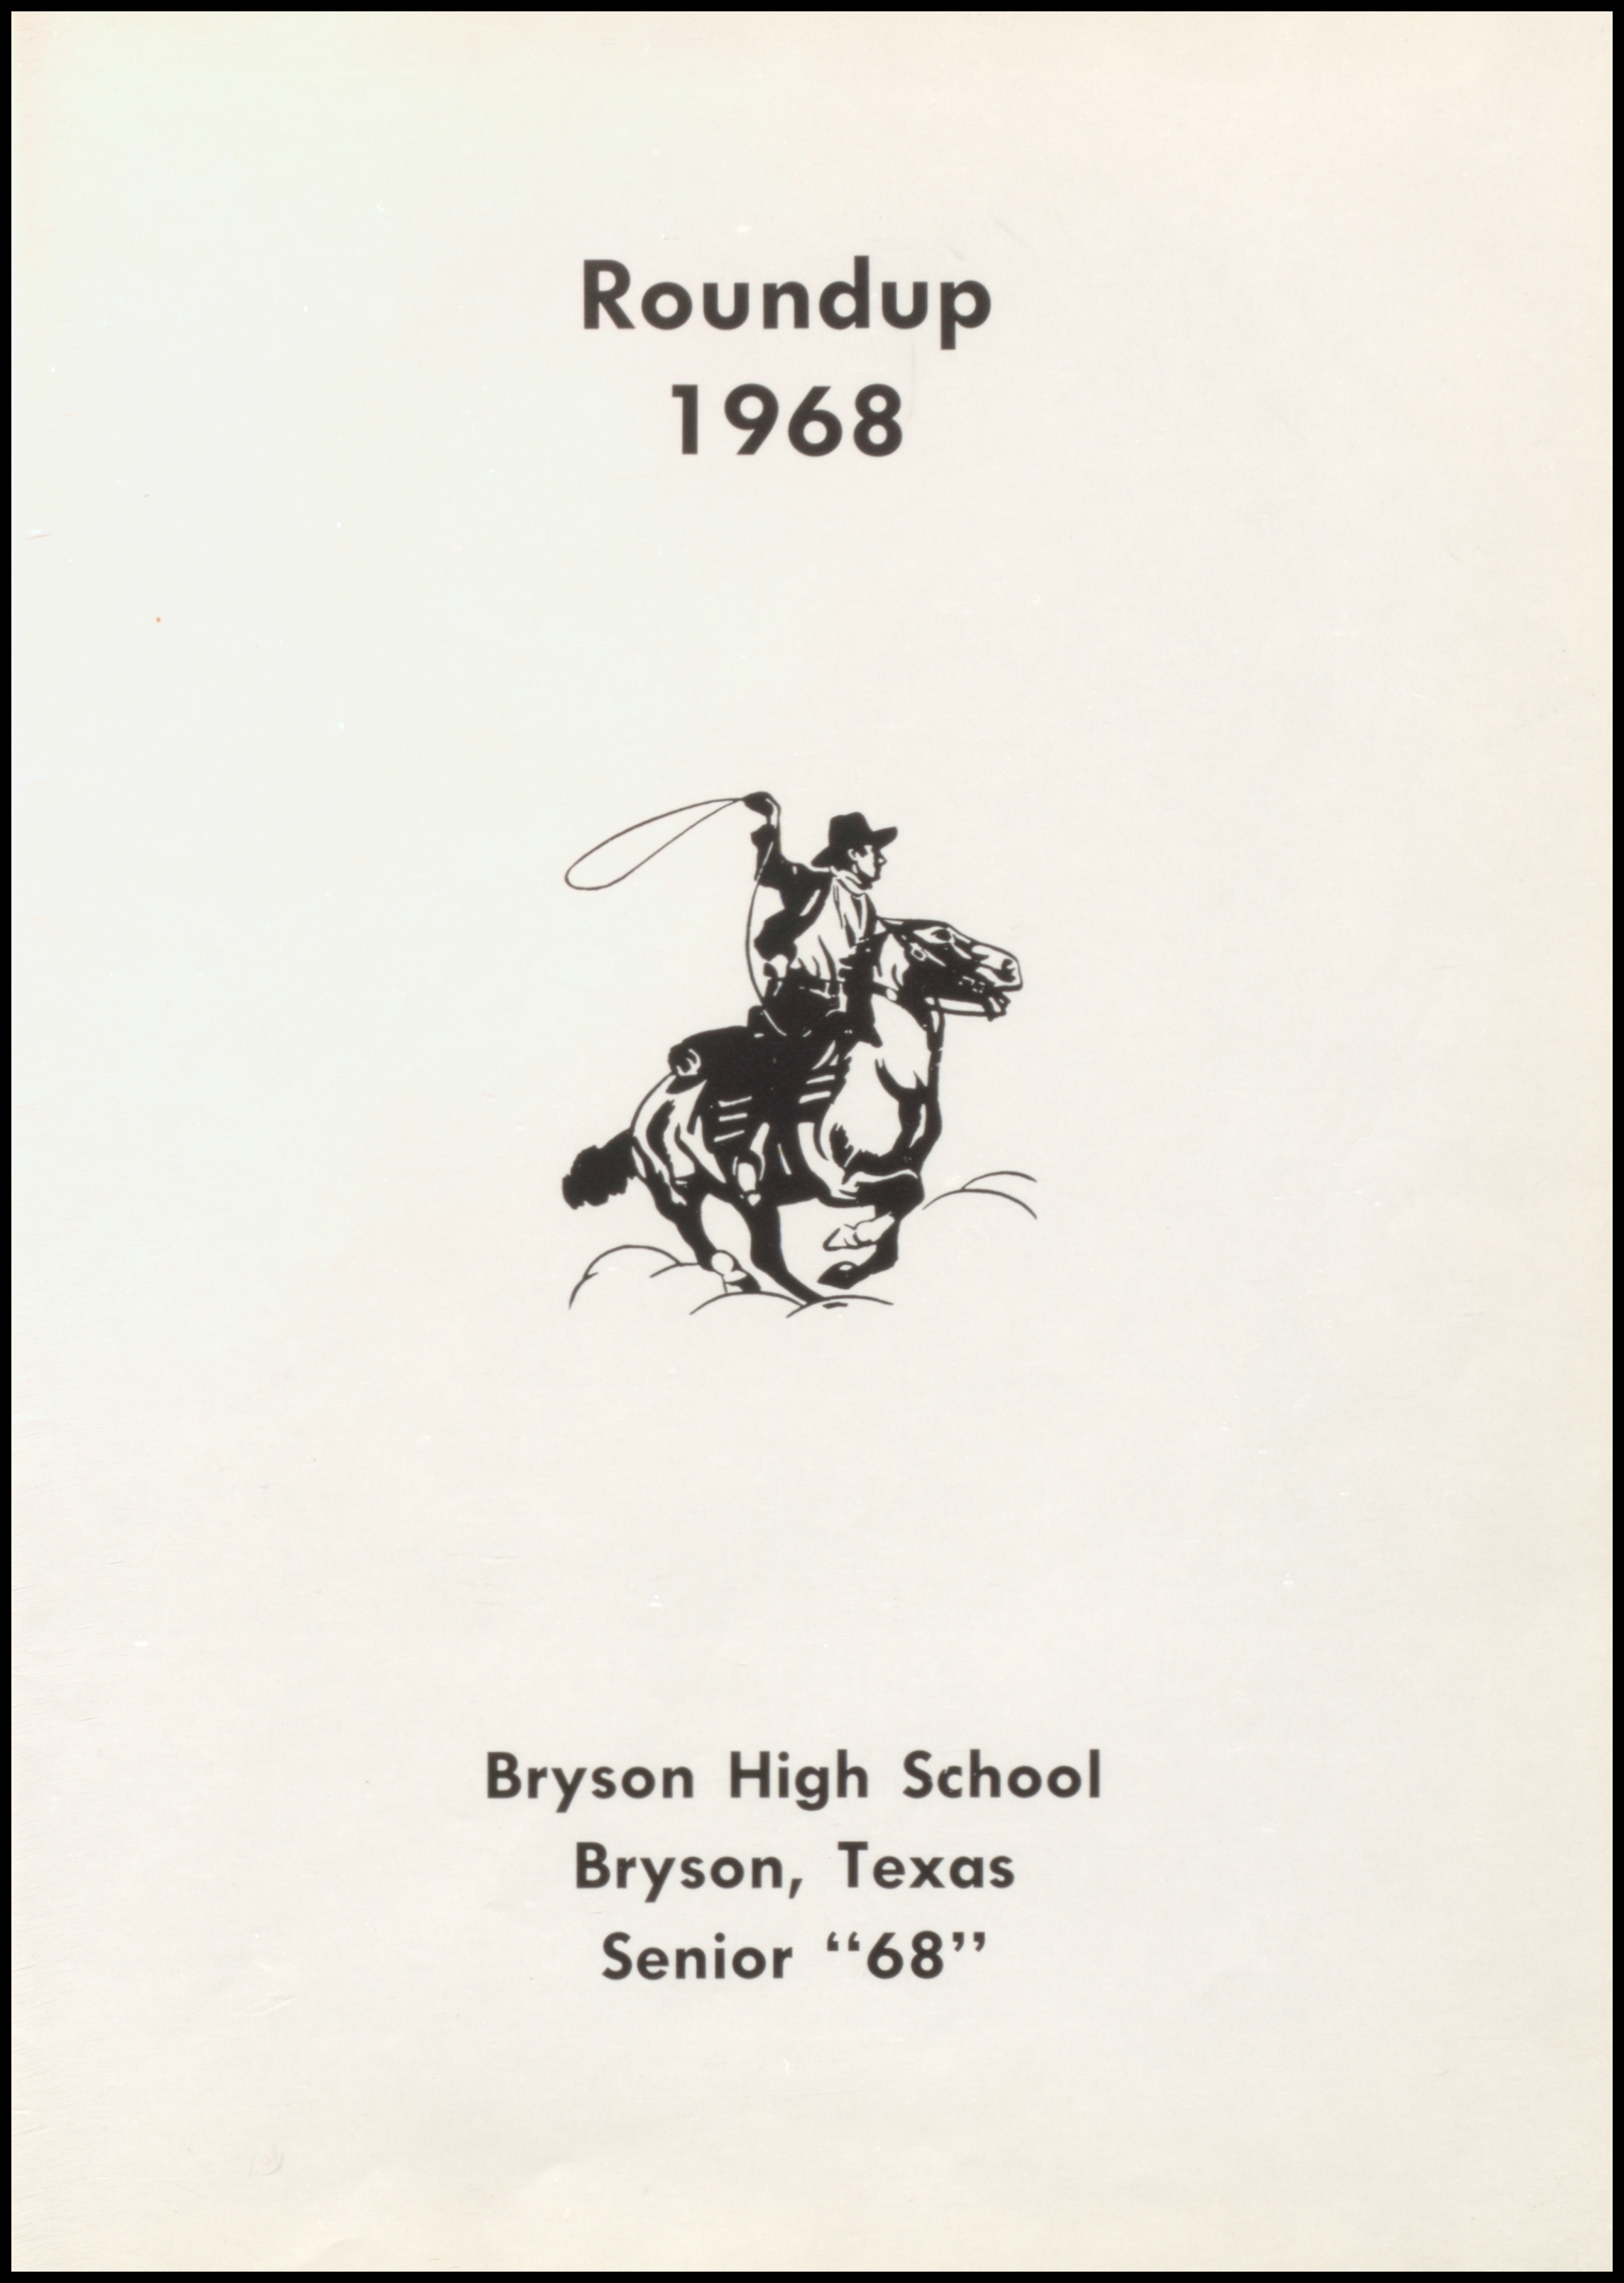 Roundup
1968
Bryson High School
Bryson, Texas
Senior “68”